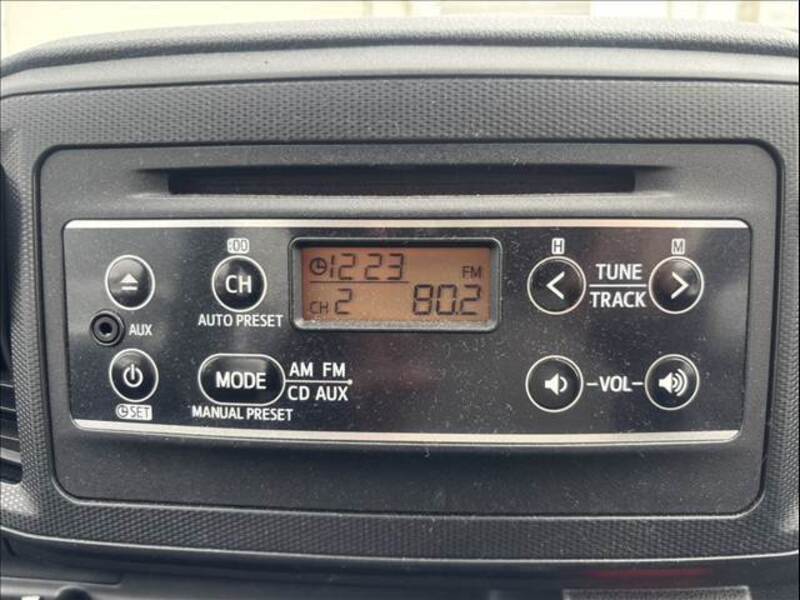 :00
H
M
CH
AUTO PRESET
1223
FM
CH 2 80.2
<
TUNE
TRACK
>
AUX
SET
MODE
AM FM
CD AUX
MANUAL PRESET
-VOL-